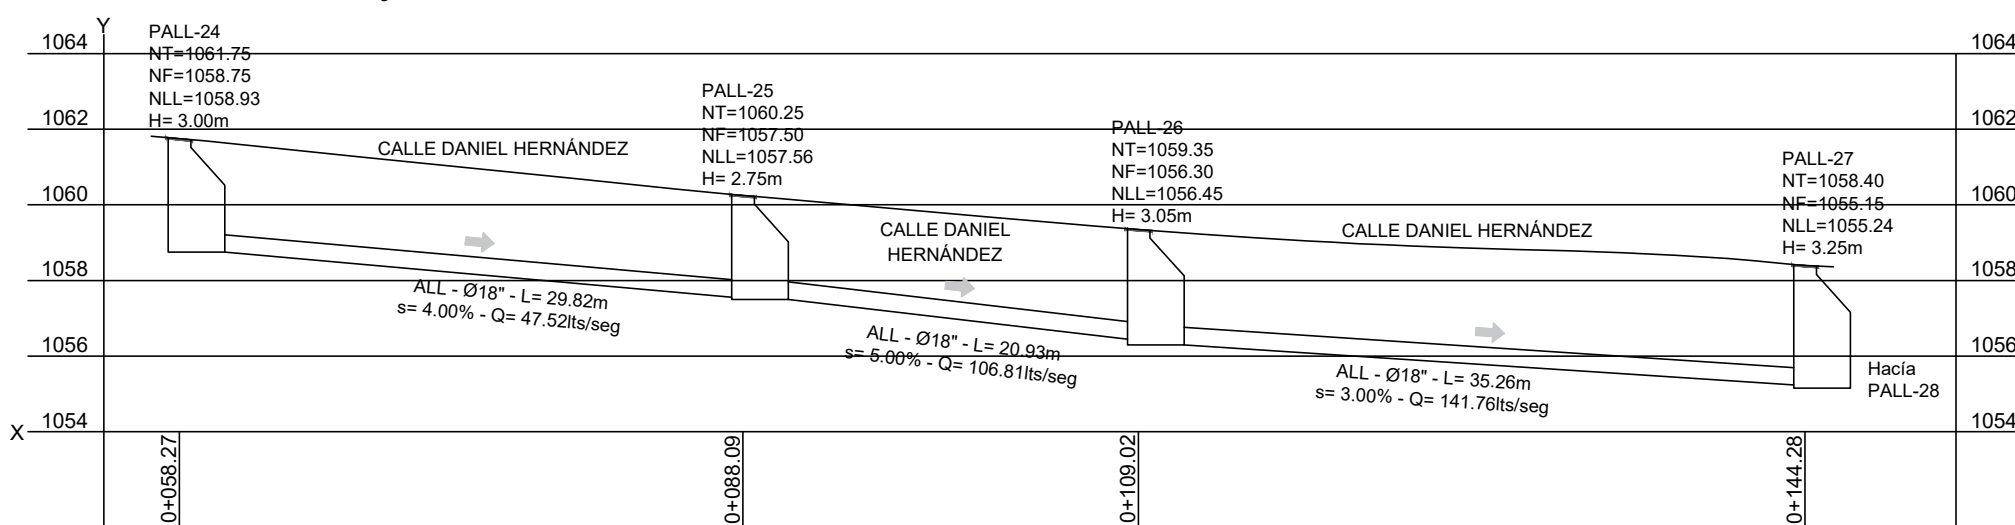 Y
1064
1062
1060
1058
1056
1054
X
PALL-24
NT=1061.75
NF=1058.75
NLL=1058.93
H= 3.00m
CALLE DANIEL HERNÁNDEZ
ALL - Ø18" - L= 29.82m
s= 4.00% - Q= 47.52lts/seg
PALL-25
NT=1060.25
NF=1057.50
NLL=1057.56
H= 2.75m
CALLE DANIEL
HERNÁNDEZ
ALL - Ø18" - L= 20.93m
s= 5.00% - Q= 106.81lts/seg
PALL-26
NT=1059.35
NF=1056.30
NLL=1056.45
H= 3.05m
CALLE DANIEL HERNÁNDEZ
ALL - Ø18" - L= 35.26m
s= 3.00% - Q= 141.76lts/seg
PALL-27
NT=1058.40
NF=1055.15
NLL=1055.24
H= 3.25m
Hacía
PALL-28
1064
1062
1060
1058
1056
1054
0+058.27
0+088.09
0+109.02
0+144.28